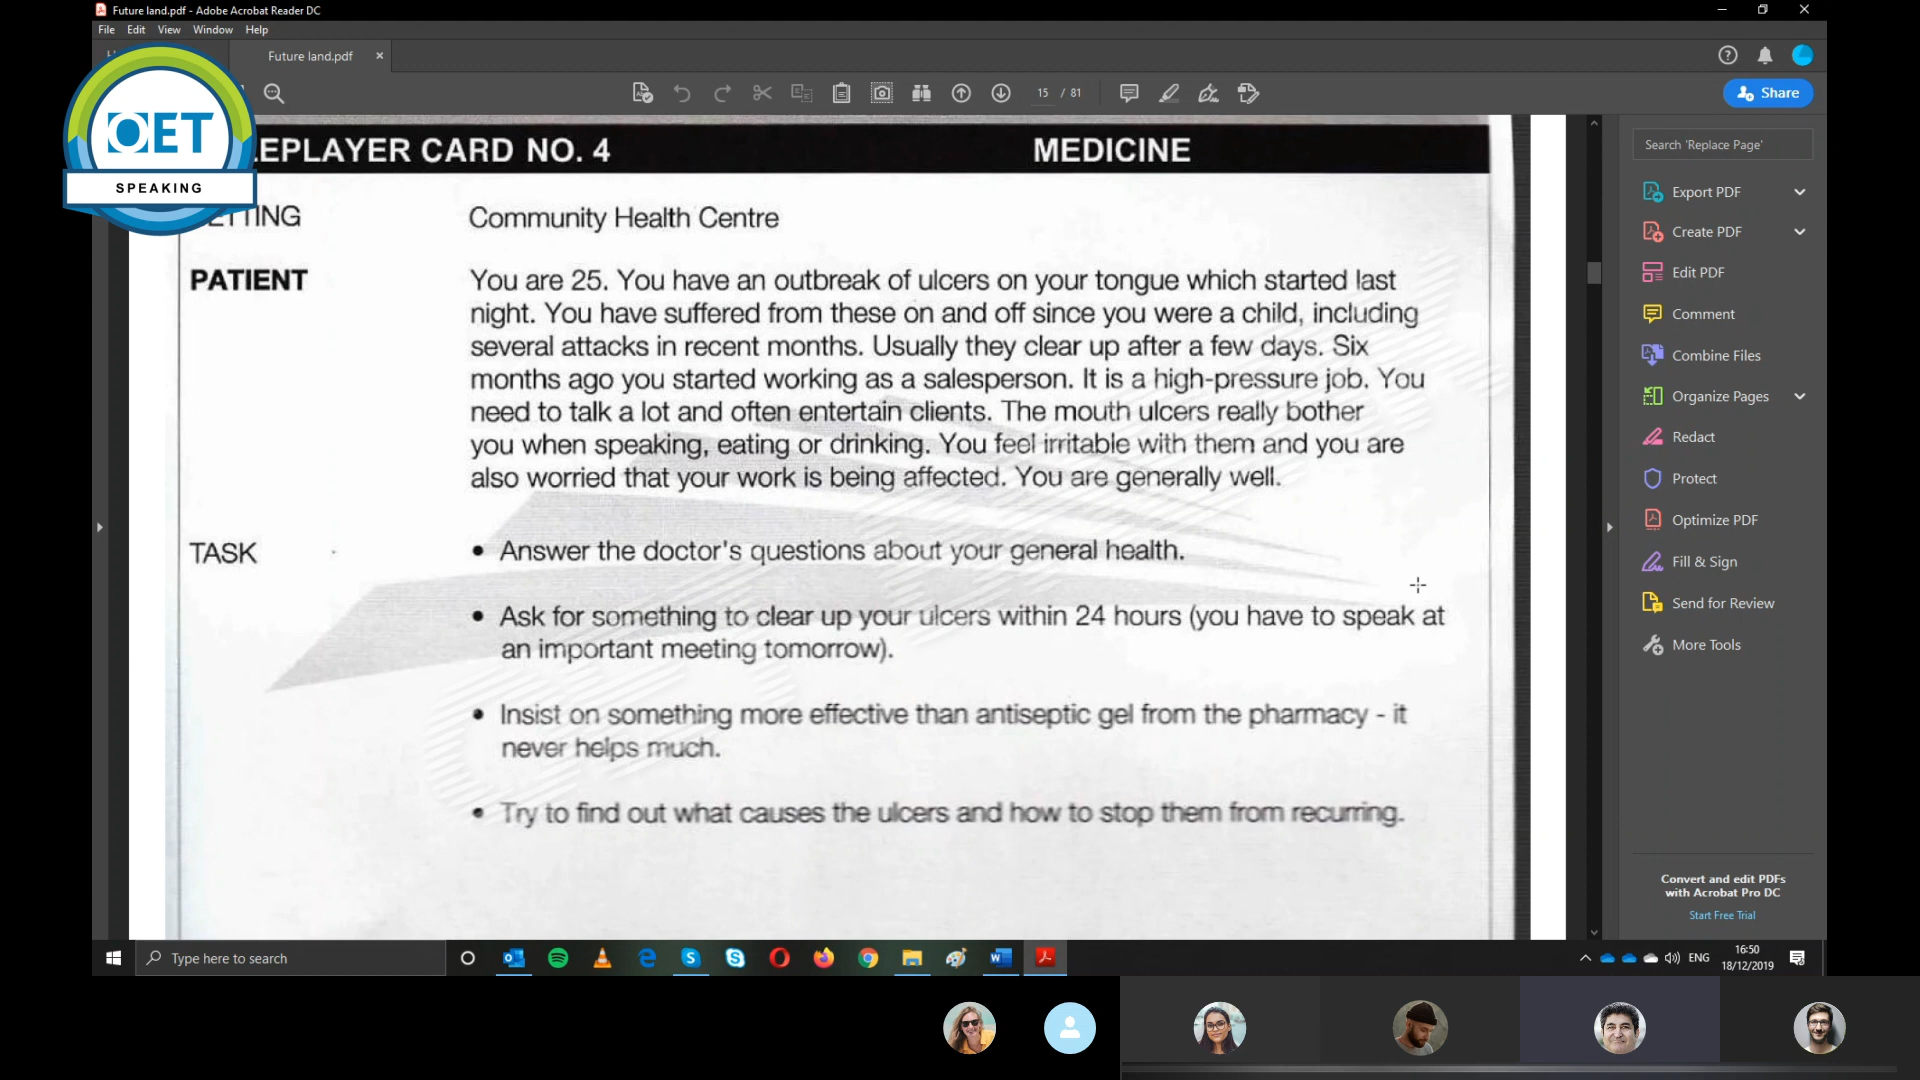 Future land.pdf - Adobe Acrobat Reader DC
File Edit View Window Help
Future land.pdf
15 / 81
Share
OET
SPEAKING
EPLAYER CARD NO. 4 MEDICINE
Community Health Centre
PATIENT
You are 25. You have an outbreak of ulcers on your tongue which started last
night. You have suffered from these on and off since you were a child, including
several attacks in recent months. Usually they clear up after a few days. Six
months ago you started working as a salesperson. It is a high-pressure job. You
need to talk a lot and often entertain clients. The mouth ulcers really bother
you when speaking, eating or drinking. You feel irritable with them and you are
also worried that your work is being affected. You are generally well.
TASK
• Answer the doctor's questions about your general health.
• Ask for something to clear up your ulcers within 24 hours (you have to speak at
an important meeting tomorrow).
• Insist on something more effective than antiseptic gel from the pharmacy - it
never helps much.
• Try to find out what causes the ulcers and how to stop them from recurring.
Search 'Replace Page'
Export PDF
Create PDF
Edit PDF
Comment
Combine Files
Organize Pages
Redact
Protect
Optimize PDF
Fill & Sign
Send for Review
More Tools
Convert and edit PDFs
with Acrobat Pro DC
Start Free Trial
Type here to search
ENG
16:50
18/12/2019